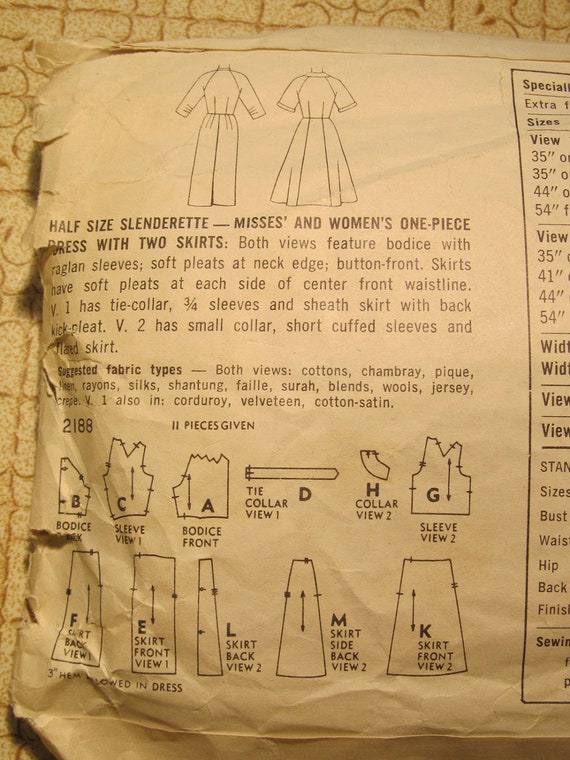 HALF SIZE SLENDERETTE — MISSES' AND WOMEN'S ONE-PIECE
DRESS WITH TWO SKIRTS: Both views feature bodice with
raglan sleeves; soft pleats at neck edge; button-front. Skirts
have soft pleats at each side of center front waistline.
V. 1 has tie-collar, ¾ sleeves and sheath skirt with back
kick-pleat. V. 2 has small collar, short cuffed sleeves and
flared skirt.
Suggested fabric types — Both views: cottons, chambray, pique,
linen, rayons, silks, shantung, faille, surah, blends, wools, jersey,
crepe. V. 1 also in: corduroy, velveteen, cotton-satin.
2188 11 PIECES GIVEN
B
BODICE
C
SLEEVE
VIEW 1
A
BODICE
FRONT
TIE
COLLAR
VIEW 1
D
H
COLLAR
VIEW 2
G
SLEEVE
VIEW 2
F
SKIRT
BACK
VIEW 1
E
SKIRT
FRONT
VIEW 1
L
SKIRT
BACK
VIEW 2
M
SKIRT
SIDE
BACK
VIEW 2
K
SKIRT
FRONT
VIEW 2
3" HEM ALLOWED IN DRESS
Speciall
Extra f
Sizes
View
35" o
35" o
44" o
54" f
View
35"
41"
44"
54"
Widt
Widt
View
View
STAN
Sizes
Bust
Wais
Hip
Back
Finis
Sewin
f
p